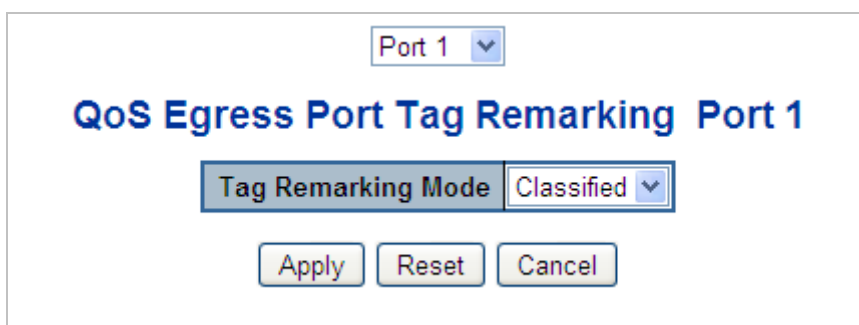 Port 1
QoS Egress Port Tag Remarking Port 1
Tag Remarking Mode Classified
Apply Reset Cancel